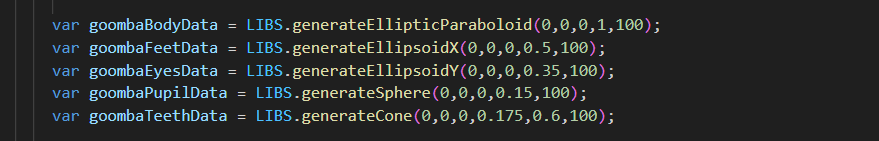 var goombaBodyData = LIBS.generateEllipticParaboloid(0,0,0,1,100);
var goombaFeetData = LIBS.generateEllipsoidX(0,0,0,0.5,100);
var goombaEyesData = LIBS.generateEllipsoidY(0,0,0,0.35,100);
var goombaPupilData = LIBS.generateSphere(0,0,0,0.15,100);
var goombaTeethData = LIBS.generateCone(0,0,0,0.175,0.6,100);